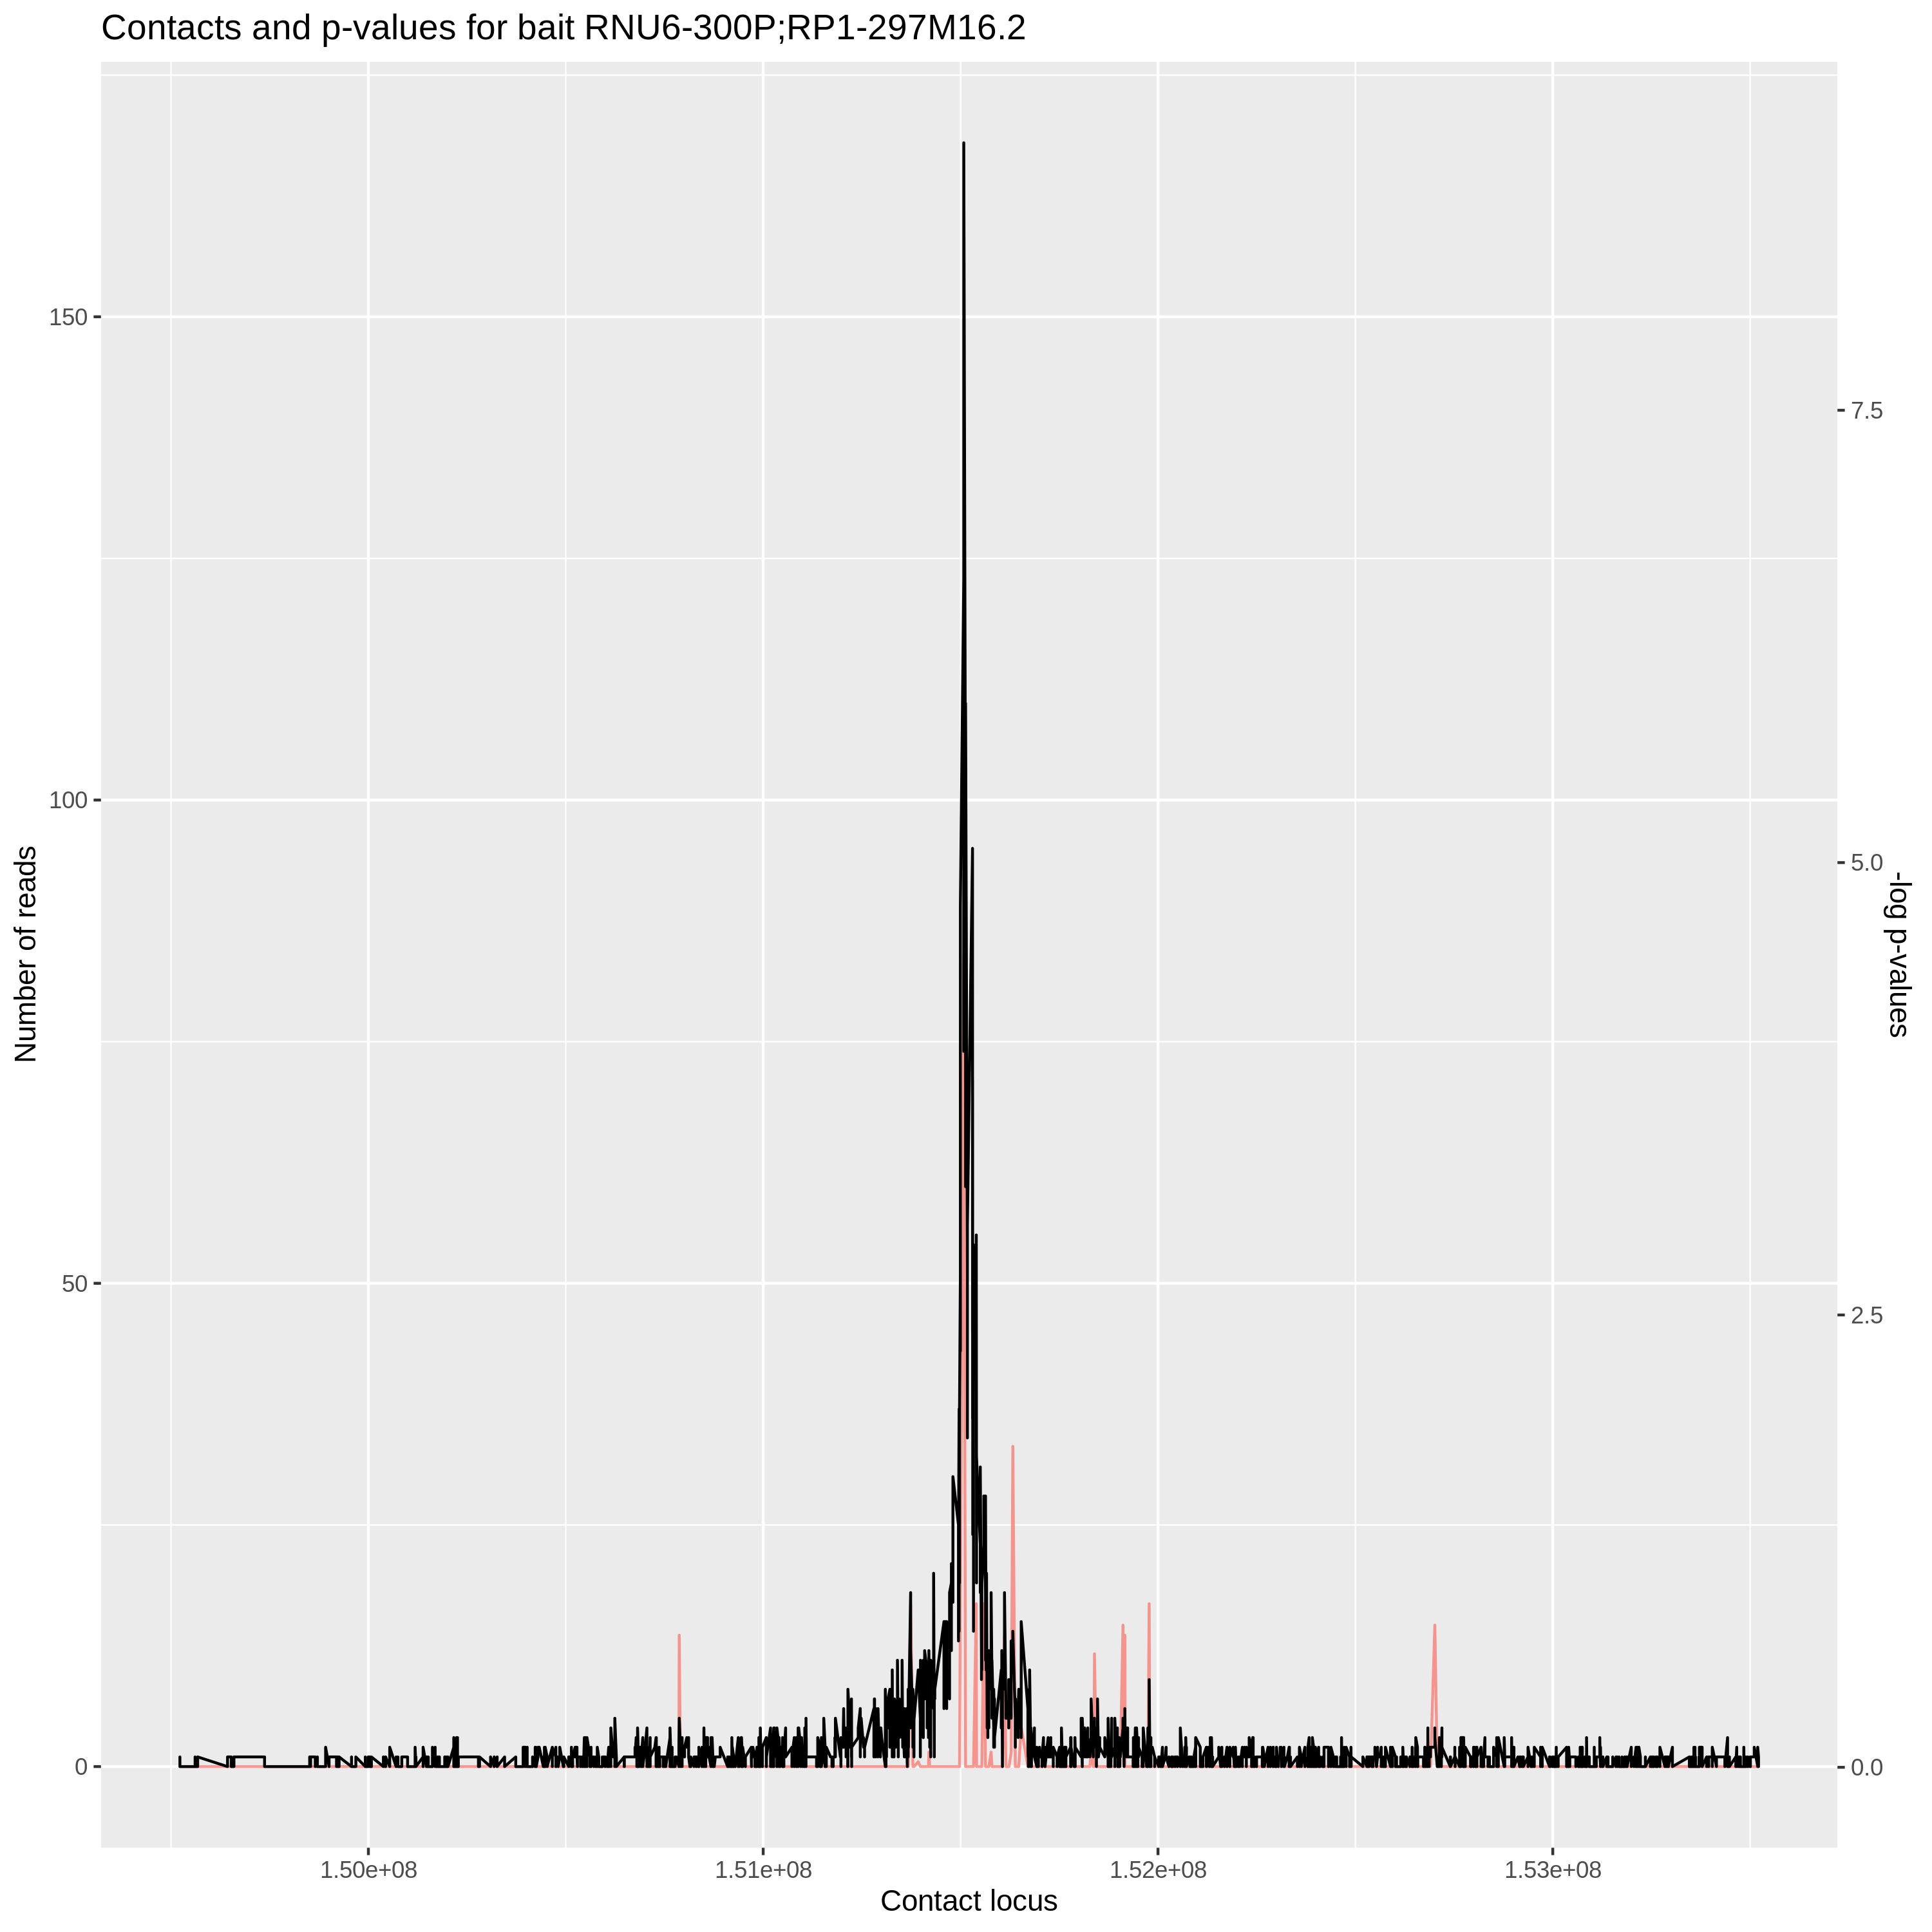 Contacts and p-values for bait RNU6-300P;RP1-297M16.2
150
100
50
0
Number of reads
7.5
5.0
2.5
0.0
-log p-values
1.50e+08
1.51e+08
1.52e+08
1.53e+08
Contact locus